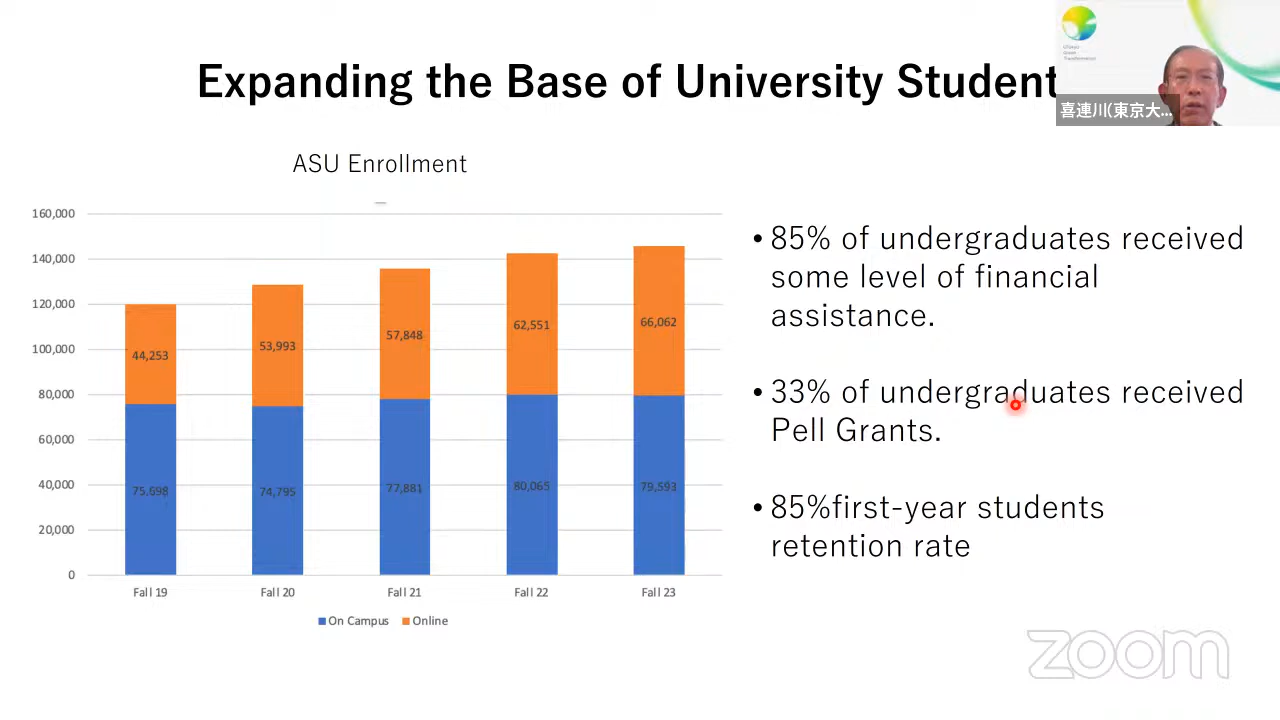 Expanding the Base of University Student
喜連川(東京大...
ASU Enrollment
160,000
140,000
120,000
100,000
80,000
60,000
40,000
20,000
0
44,253
53,993
57,848
62,551
66,062
75,698
74,795
77,881
80,065
79,593
Fall 19
Fall 20
Fall 21
Fall 22
Fall 23
On Campus
Online
• 85% of undergraduates received
some level of financial
assistance.
• 33% of undergraduates received
Pell Grants.
• 85%first-year students
retention rate
zoom